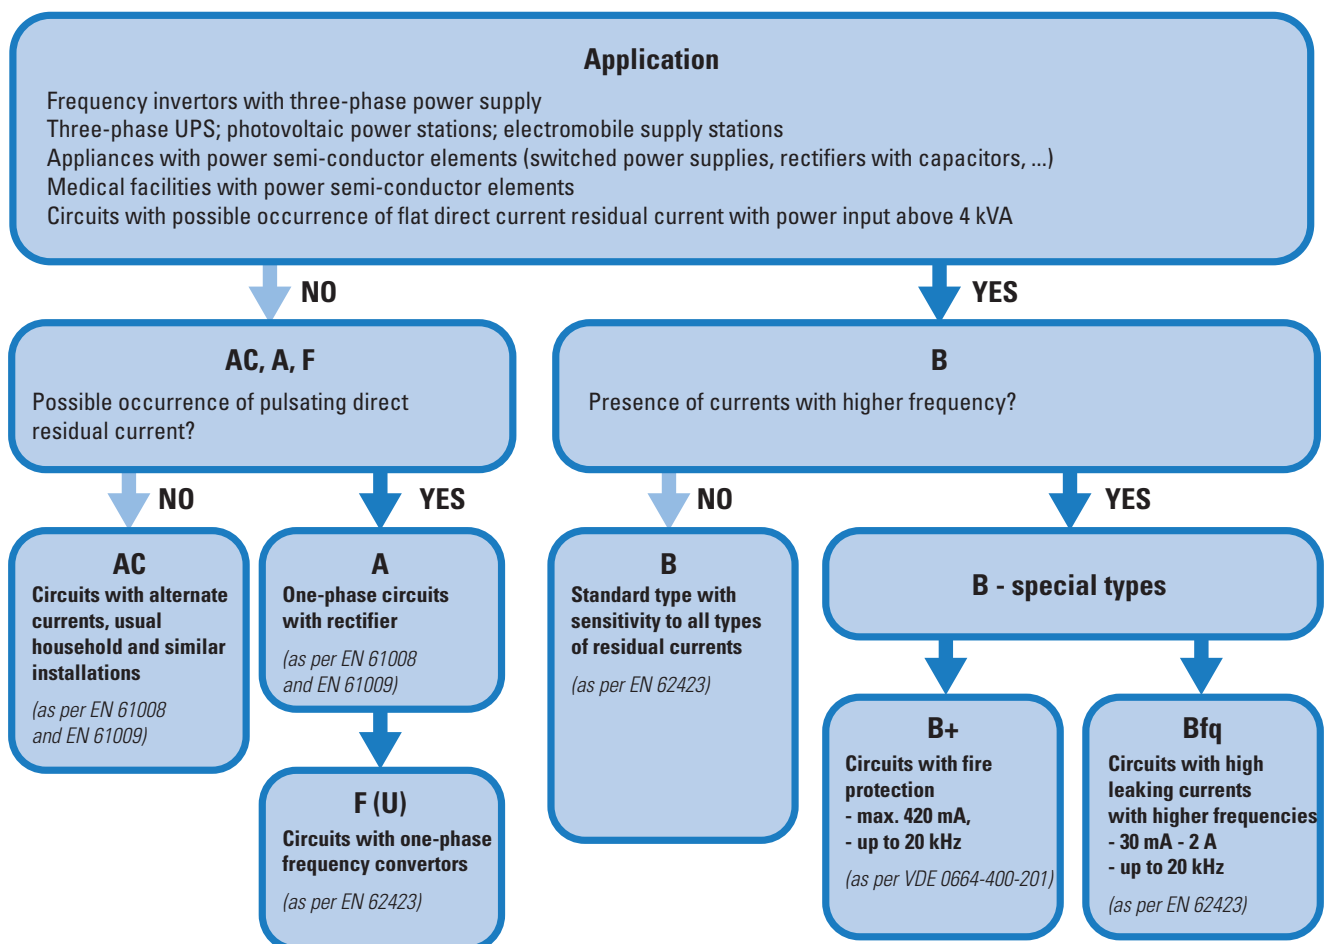 Application
Frequency invertors with three-phase power supply
Three-phase UPS; photovoltaic power stations; electromobile supply stations
Appliances with power semi-conductor elements (switched power supplies, rectifiers with capacitors, ...)
Medical facilities with power semi-conductor elements
Circuits with possible occurrence of flat direct current residual current with power input above 4 kVA
NO
YES
AC, A, F
Possible occurrence of pulsating direct
residual current?
B
Presence of currents with higher frequency?
NO
YES
NO
YES
AC
Circuits with alternate
currents, usual
household and similar
installations
(as per EN 61008
and EN 61009)
A
One-phase circuits
with rectifier
(as per EN 61008
and EN 61009)
F (U)
Circuits with one-phase
frequency convertors
(as per EN 62423)
B
Standard type with
sensitivity to all types
of residual currents
(as per EN 62423)
B - special types
B+
Circuits with fire
protection
- max. 420 mA,
- up to 20 kHz
(as per VDE 0664-400-201)
Bfq
Circuits with high
leaking currents
with higher frequencies
- 30 mA - 2 A
- up to 20 kHz
(as per EN 62423)